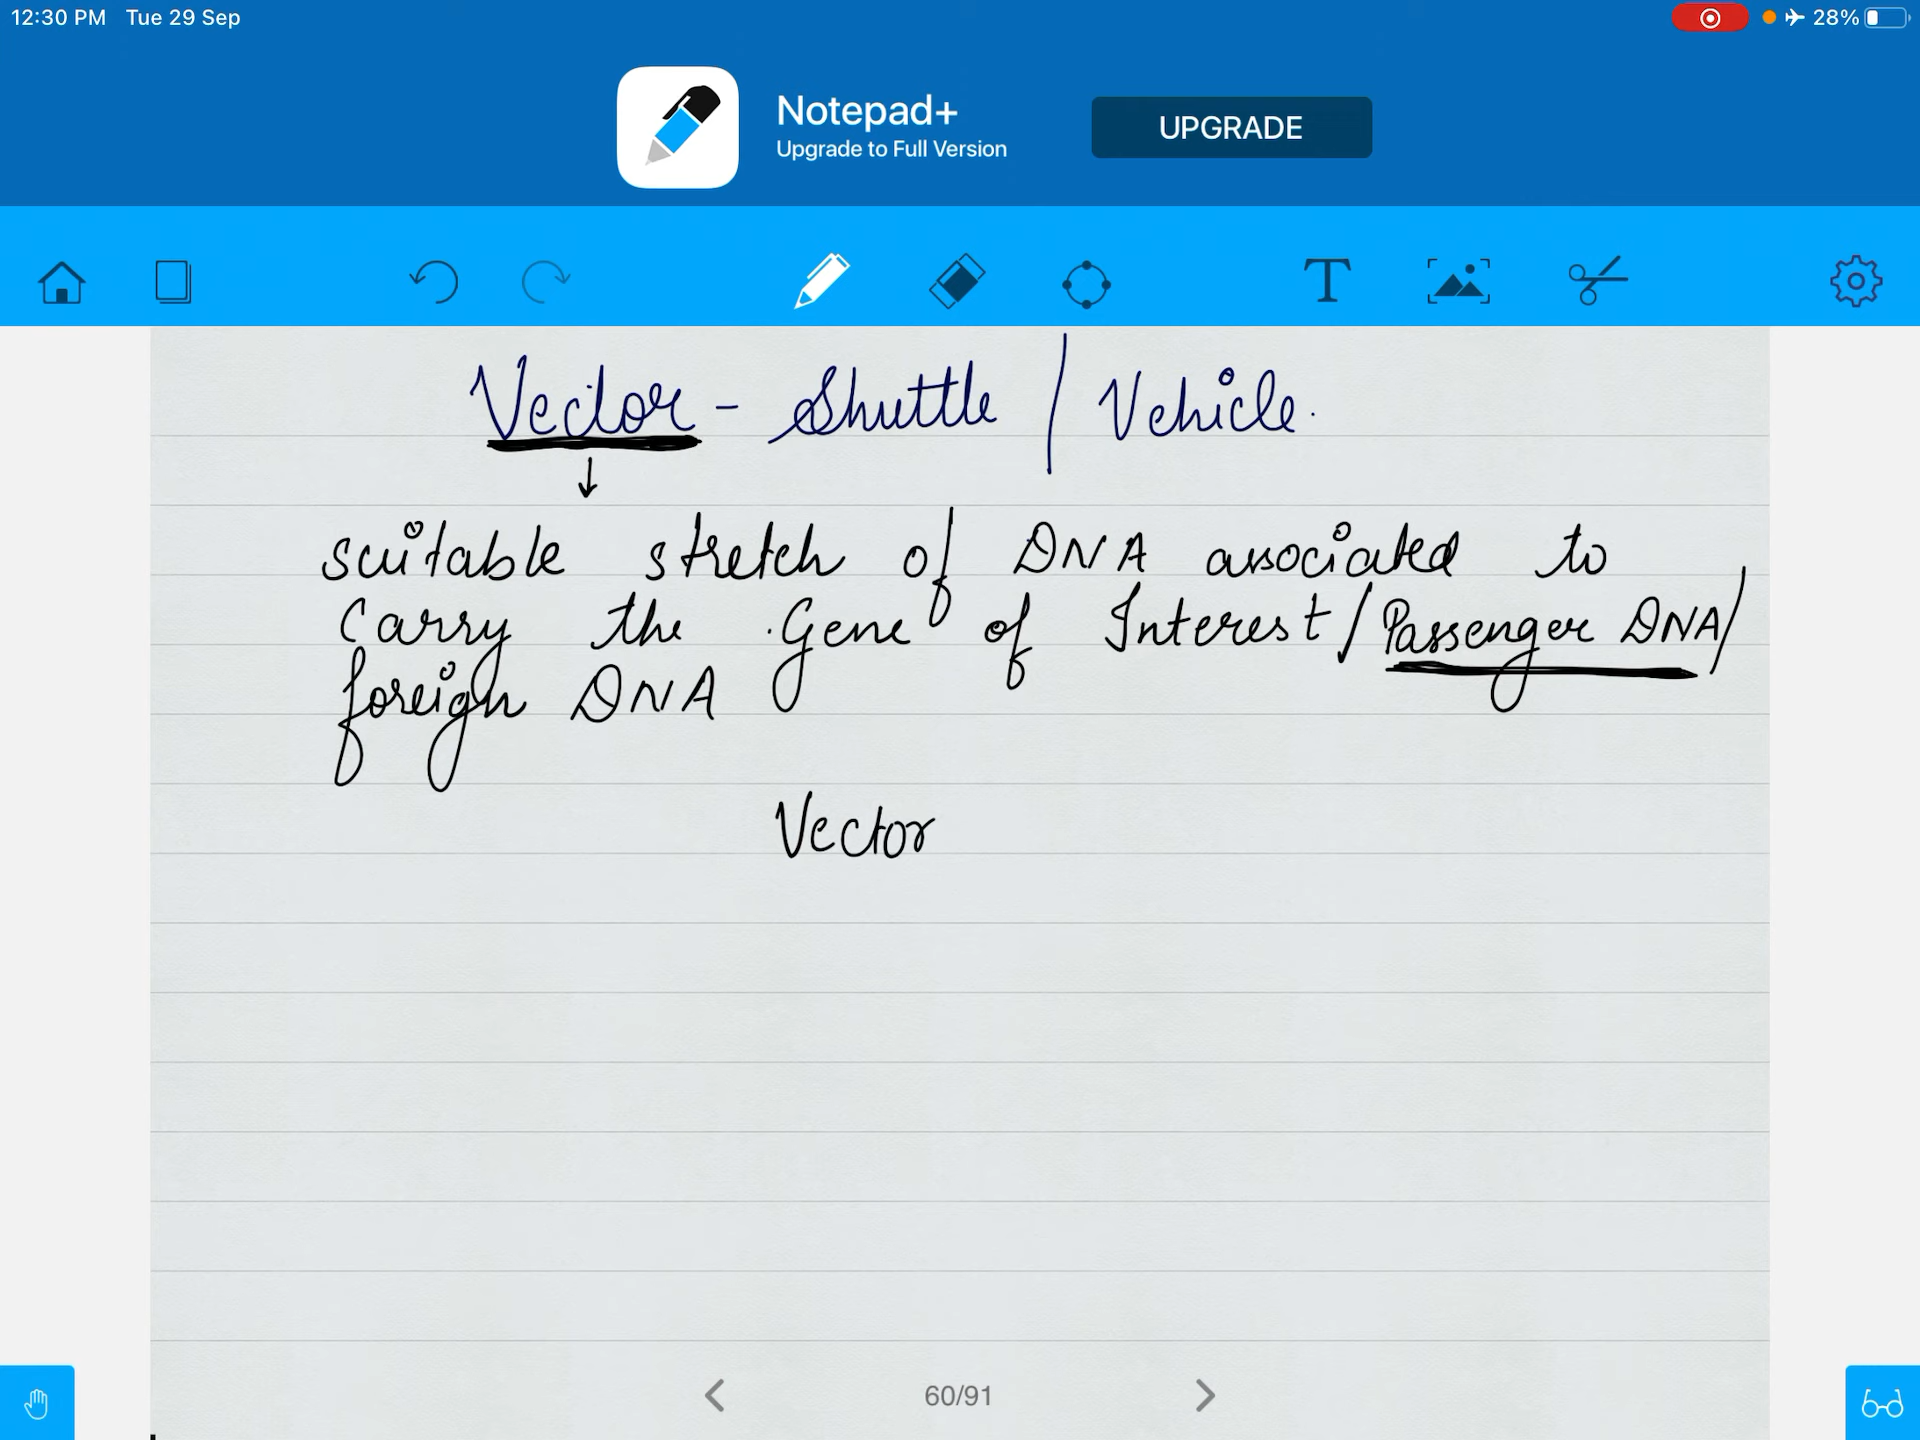 12:30 PM Tue 29 Sep
28%
Notepad+
Upgrade to Full Version
UPGRADE
T
Vector - Shuttle / Vehicle.
suitable stretch of DNA associated to
carry the Gene of Interest / Passenger DNA /
foreign DNA
Vector
60/91